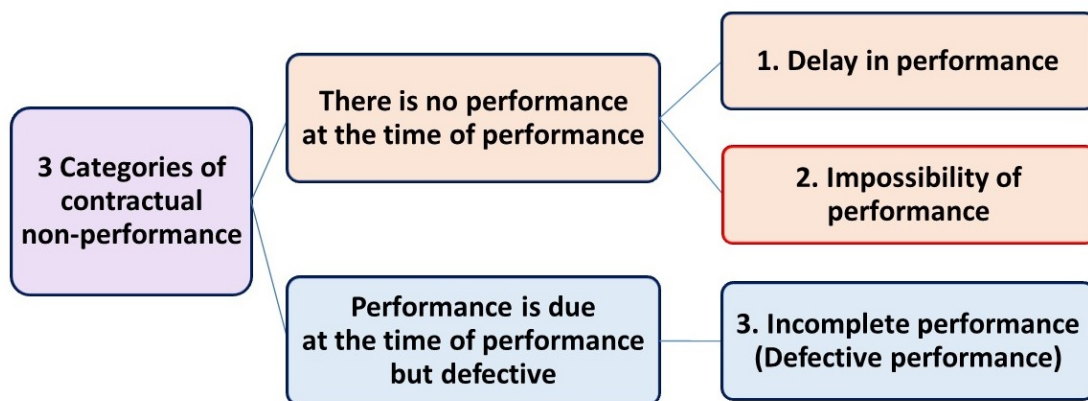 3 Categories of
contractual
non-performance
There is no performance
at the time of performance
1. Delay in performance
2. Impossibility of
performance
Performance is due
at the time of performance
but defective
3. Incomplete performance
(Defective performance)